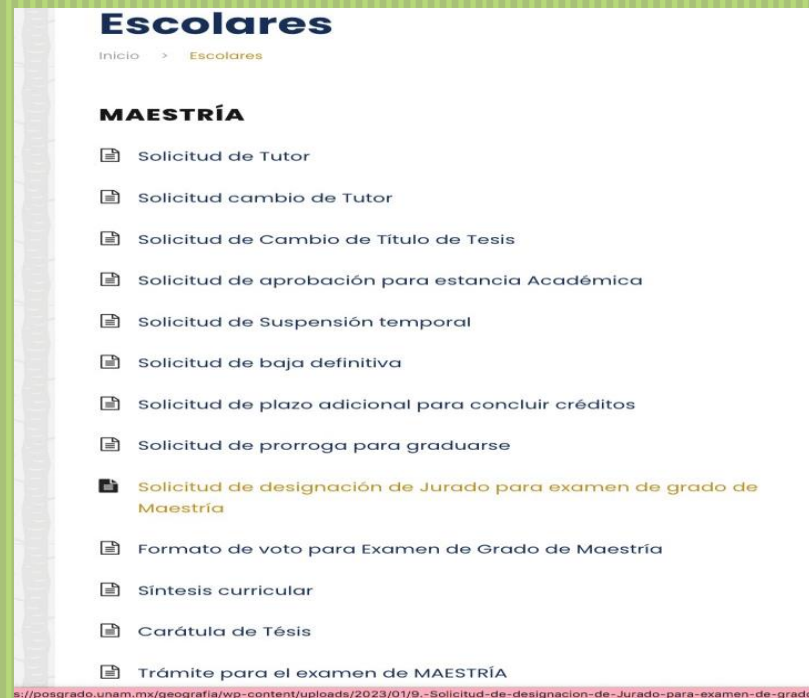 Escolares
Inicio > Escolares
MAESTRÍA
Solicitud de Tutor
Solicitud cambio de Tutor
Solicitud de Cambio de Título de Tesis
Solicitud de aprobación para estancia Académica
Solicitud de Suspensión temporal
Solicitud de baja definitiva
Solicitud de plazo adicional para concluir créditos
Solicitud de prorroga para graduarse
Solicitud de designación de Jurado para examen de grado de
Maestría
Formato de voto para Examen de Grado de Maestría
Síntesis curricular
Carátula de Tésis
Trámite para el examen de MAESTRÍA
s://posgrado.unam.mx/geografia/wp-content/uploads/2023/01/9.-Solicitud-de-designacion-de-Jurado-para-examen-de-grad